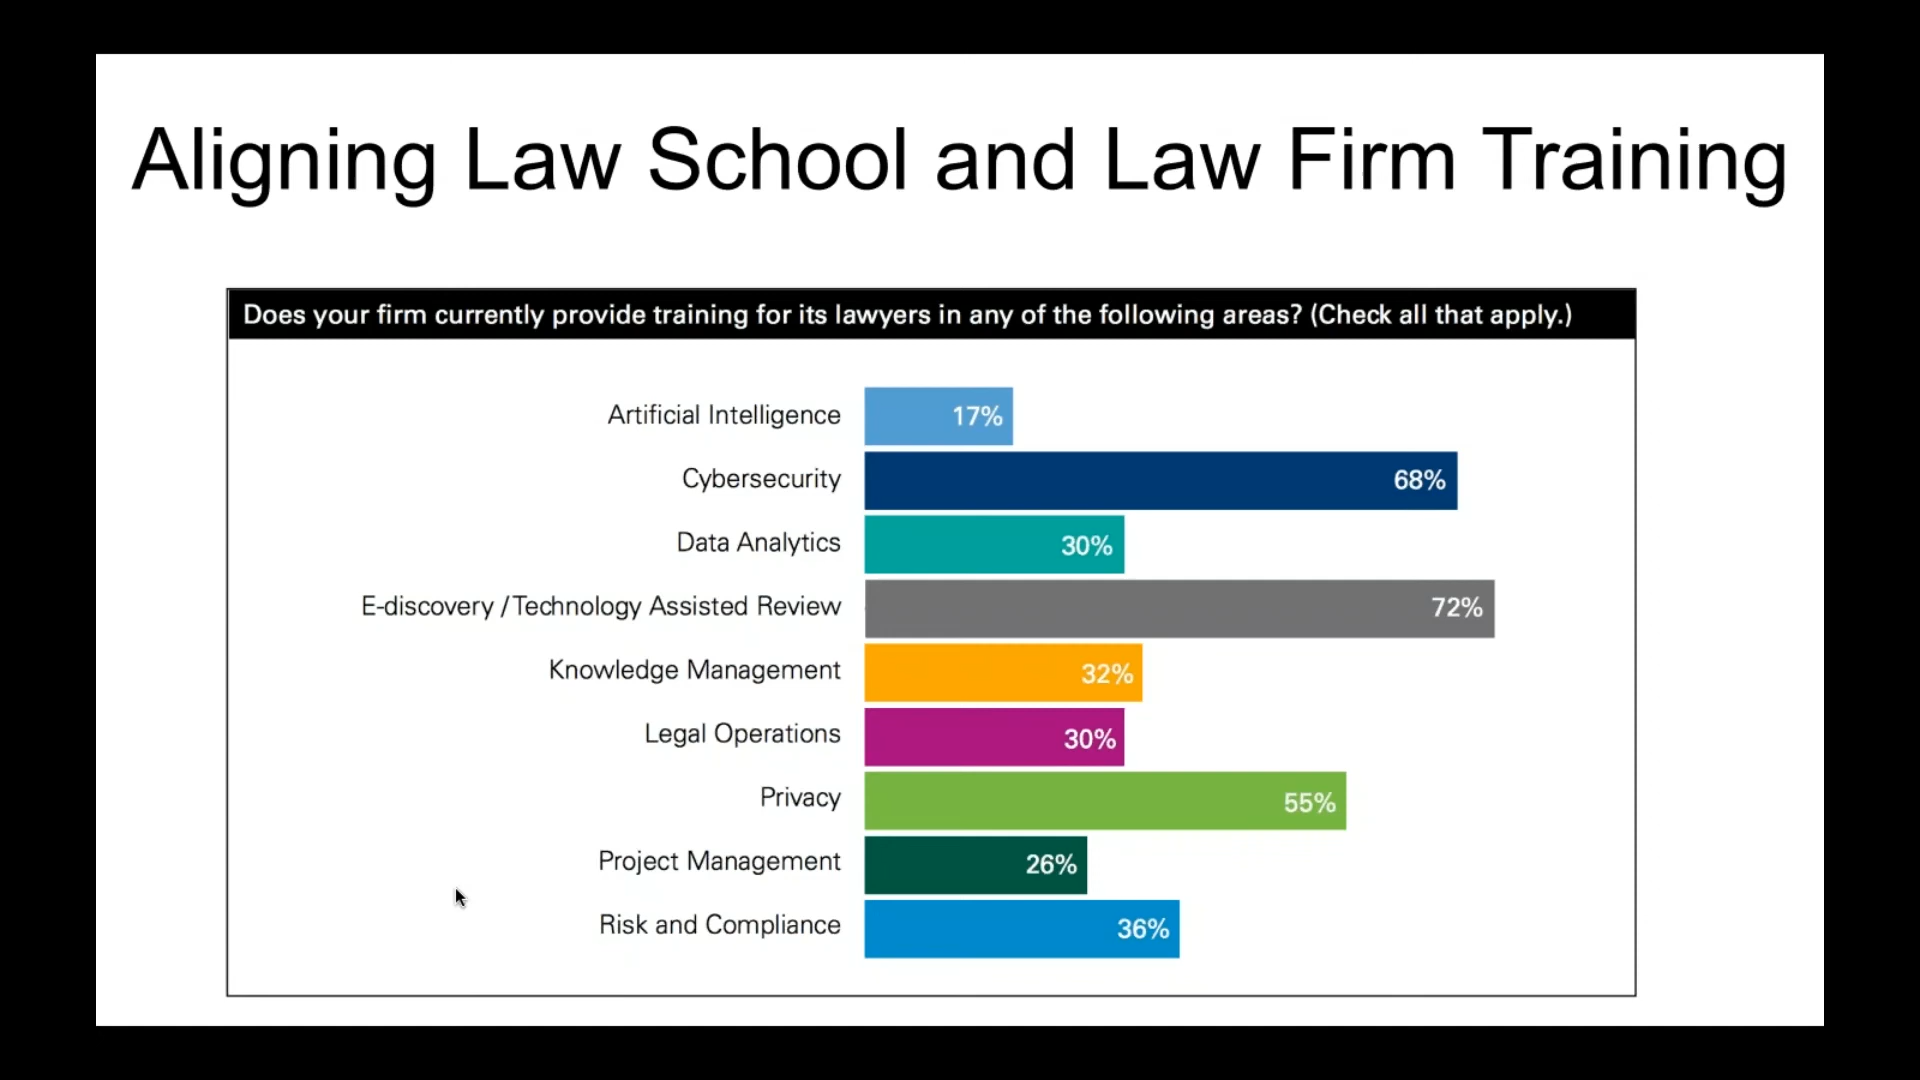 Aligning Law School and Law Firm Training
Does your firm currently provide training for its lawyers in any of the following areas? (Check all that apply.)
Artificial Intelligence 17%
Cybersecurity 68%
Data Analytics 30%
E-discovery / Technology Assisted Review 72%
Knowledge Management 32%
Legal Operations 30%
Privacy 55%
Project Management 26%
Risk and Compliance 36%